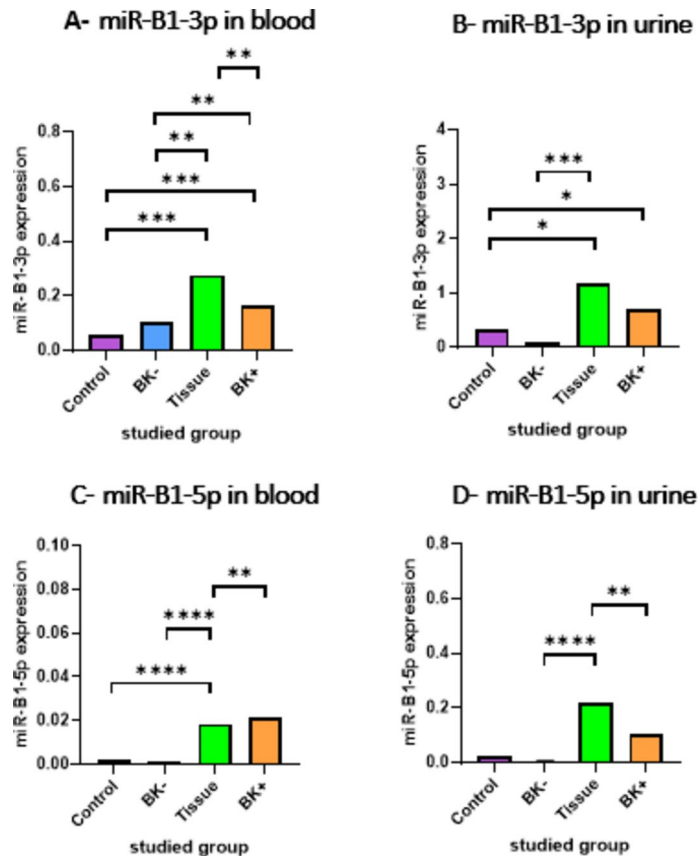 A- miR-B1-3p in blood
miR-B1-3p expression
0.8
0.6
0.4
0.2
0.0
**
**
**
***
***
Control
BK-
Tissue
BK+
studied group
B- miR-B1-3p in urine
miR-B1-3p expression
4
3
2
1
0
***
*
*
Control
BK-
Tissue
BK+
studied group
C- miR-B1-5p in blood
miR-B1-5p expression
0.10
0.08
0.06
0.04
0.02
0.00
**
****
****
Control
BK-
Tissue
BK+
studied group
D- miR-B1-5p in urine
miR-B1-5p expression
0.8
0.6
0.4
0.2
0.0
**
****
Control
BK-
Tissue
BK+
studied group